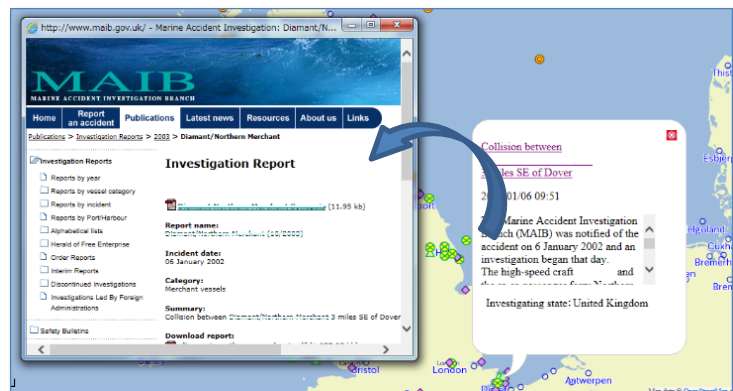 http://www.maib.gov.uk/ - Marine Accident Investigation: Diamant/N...
MAIB
MARINE ACCIDENT INVESTIGATION BRANCH
Home
Report an accident
Publications
Latest news
Resources
About us
Links
Publications > Investigation Reports > 2003 > Diamant/Northern Merchant
Investigation Reports
Reports by year
Reports by vessel category
Reports by incident
Reports by Port/Harbour
Alphabetical lists
Herald of Free Enterprise
Order Reports
Interim Reports
Discontinued Investigations
Investigations Led By Foreign
Administrations
Safety Bulletins
Investigation Report
(11.95 kb)
Report name:
Diamant/Northern Merchant (10/2003)
Incident date:
06 January 2002
Category:
Merchant vessels
Summary:
Collision between Diamant/Northern Merchant 3 miles SE of Dover
Download report:
Collision between
3 miles SE of Dover
01/06 09:51
Marine Accident Investigation
Branch (MAIB) was notified of the
accident on 6 January 2002 and an
investigation began that day.
The high-speed craft and
Investigating state: United Kingdom
Thist
Esbjer
elgoland
Cuxh
Bremerh
Bren
London
Antwerpen